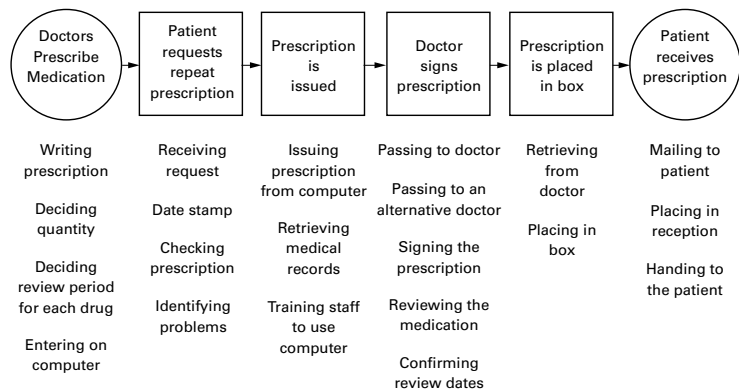 Doctors
Prescribe
Medication
Patient
requests
repeat
prescription
Prescription
is
issued
Doctor
signs
prescription
Prescription
is placed
in box
Patient
receives
prescription
Writing
prescription
Deciding
quantity
Deciding
review period
for each drug
Entering on
computer
Receiving
request
Date stamp
Checking
prescription
Identifying
problems
Issuing
prescription
from computer
Retrieving
medical
records
Training staff
to use
computer
Passing to doctor
Passing to an
alternative doctor
Signing the
prescription
Reviewing the
medication
Confirming
review dates
Retrieving
from
doctor
Placing in
box
Mailing to
patient
Placing in
reception
Handing to
the patient